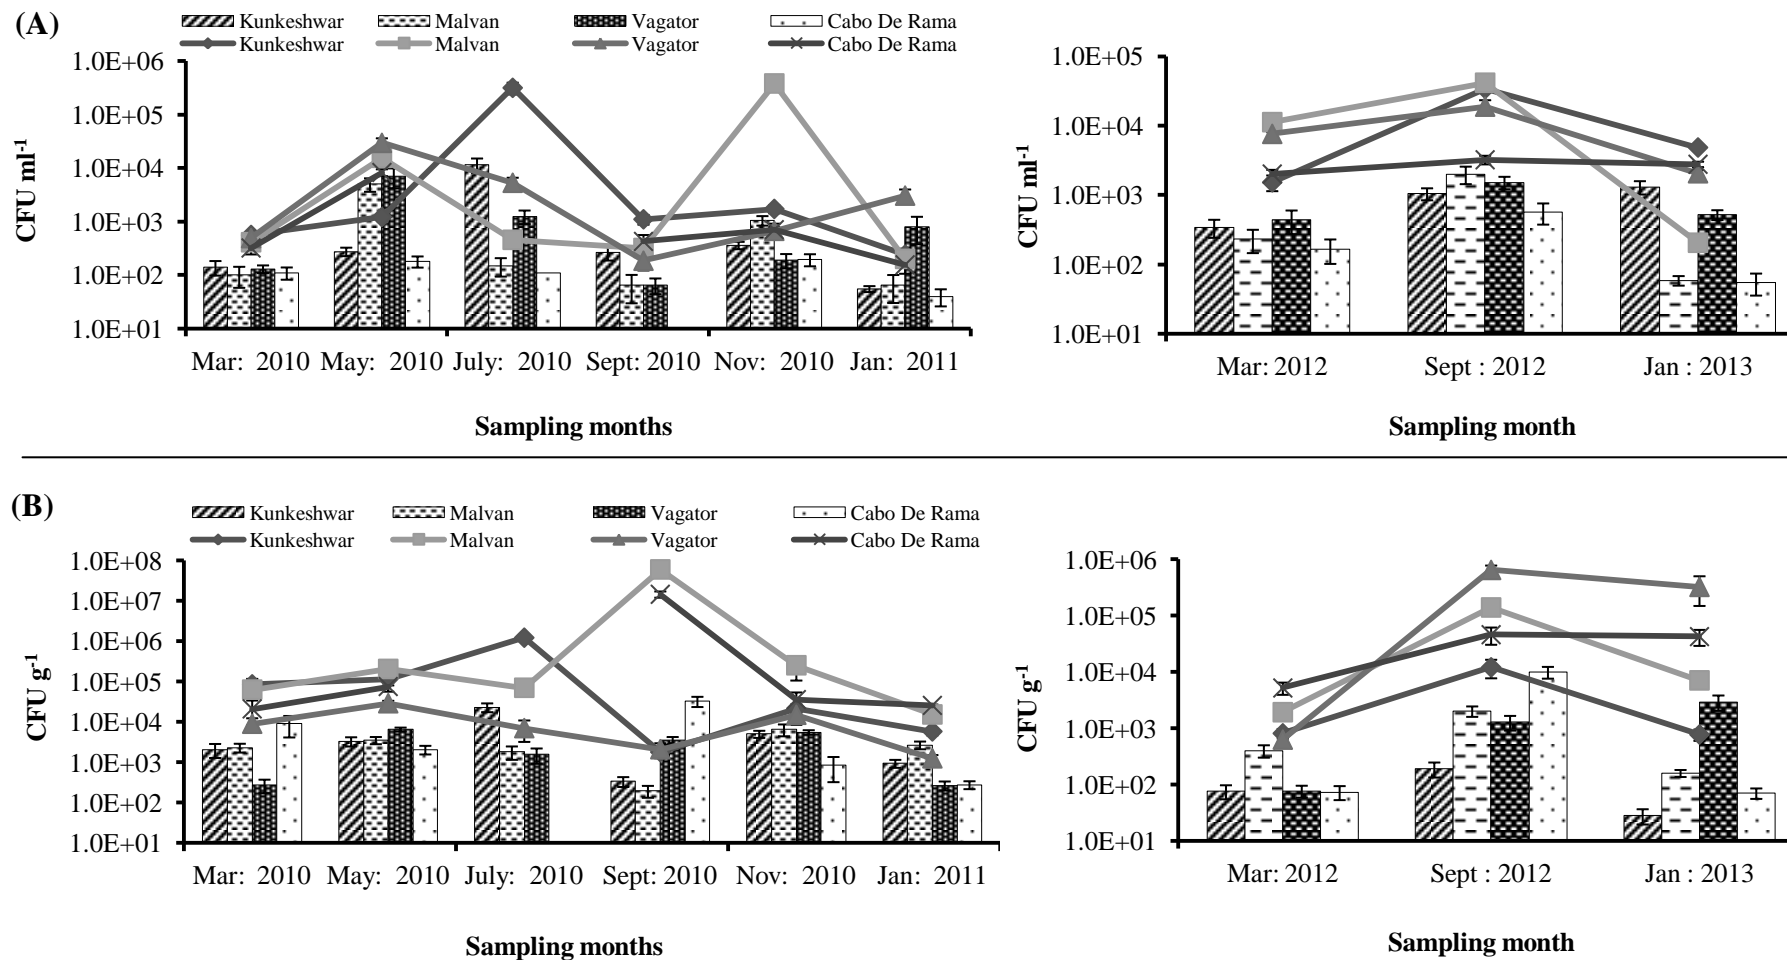 (A)
Kunkeshwar Malvan Vagator Cabo De Rama
Kunkeshwar Malvan Vagator Cabo De Rama
CFU ml-1
1.0E+06
1.0E+05
1.0E+04
1.0E+03
1.0E+02
1.0E+01
Mar: 2010 May: 2010 July: 2010 Sept: 2010 Nov: 2010 Jan: 2011
Sampling months
CFU ml-1
1.0E+05
1.0E+04
1.0E+03
1.0E+02
1.0E+01
Mar: 2012 Sept : 2012 Jan : 2013
Sampling month
(B)
Kunkeshwar Malvan Vagator Cabo De Rama
Kunkeshwar Malvan Vagator Cabo De Rama
CFU g-1
1.0E+08
1.0E+07
1.0E+06
1.0E+05
1.0E+04
1.0E+03
1.0E+02
1.0E+01
Mar: 2010 May: 2010 July: 2010 Sept: 2010 Nov: 2010 Jan: 2011
Sampling months
CFU g-1
1.0E+06
1.0E+05
1.0E+04
1.0E+03
1.0E+02
1.0E+01
Mar: 2012 Sept : 2012 Jan : 2013
Sampling month